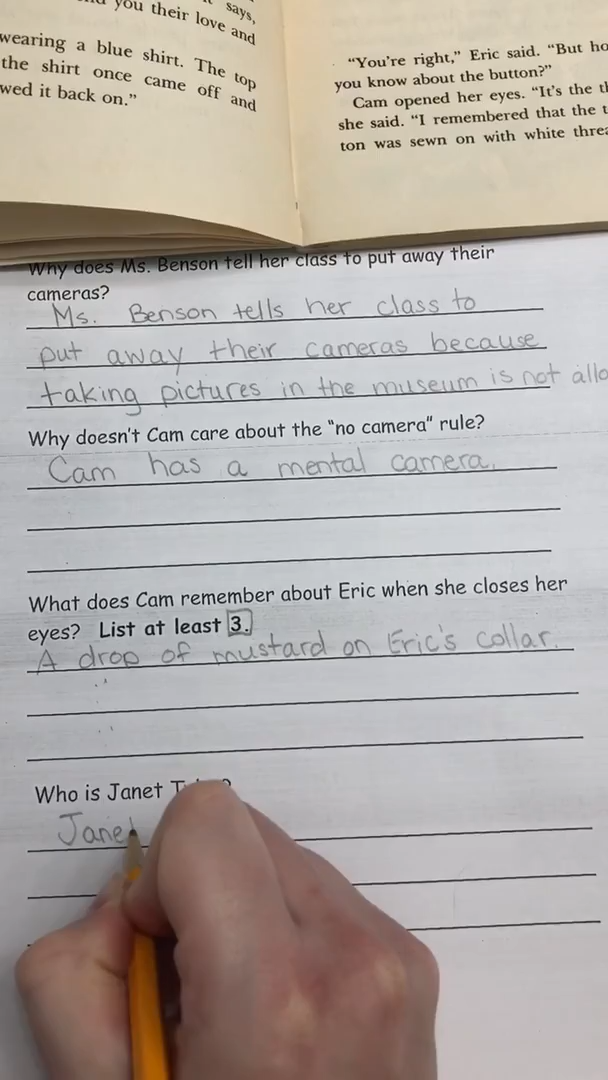 says,
you their love and
wearing a blue shirt. The top
the shirt once came off and
wed it back on.”
“You're right,” Eric said. “But ho
you know about the button?”
Cam opened her eyes. “It's the th
she said. “I remembered that the t
ton was sewn on with white threa
Why does Ms. Benson tell her class to put away their
cameras?
Ms. Benson tells her class to
put away their cameras because
taking pictures in the museum is not allo
Why doesn't Cam care about the “no camera” rule?
Cam has a mental camera.
What does Cam remember about Eric when she closes her
eyes? List at least 3.
A drop of mustard on Eric's collar.
Who is Janet
Janet